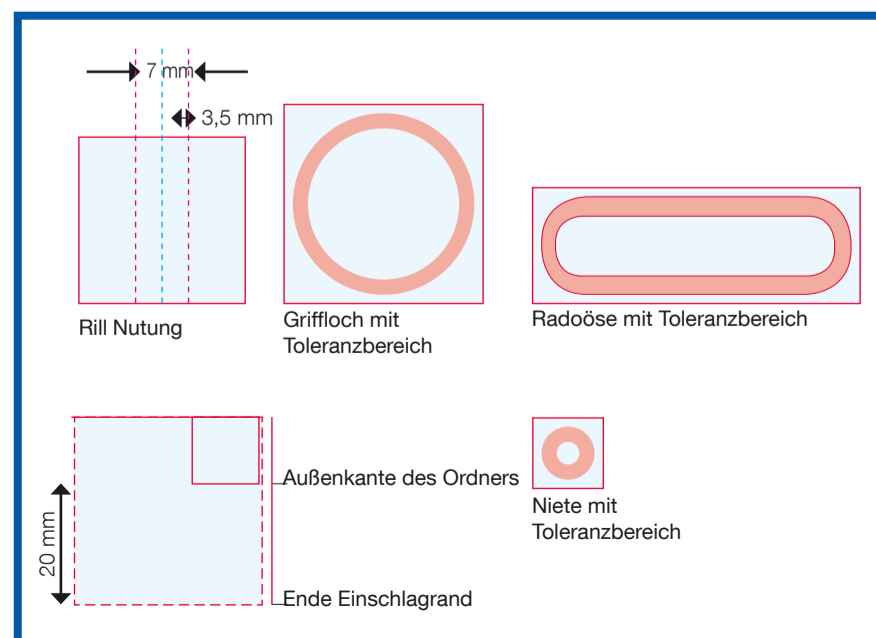 7 mm
3,5 mm
Rill Nutung
Griffloch mit
Toleranzbereich
Radoöse mit Toleranzbereich
Außenkante des Ordners
20 mm
Ende Einschlagrand
Niete mit
Toleranzbereich